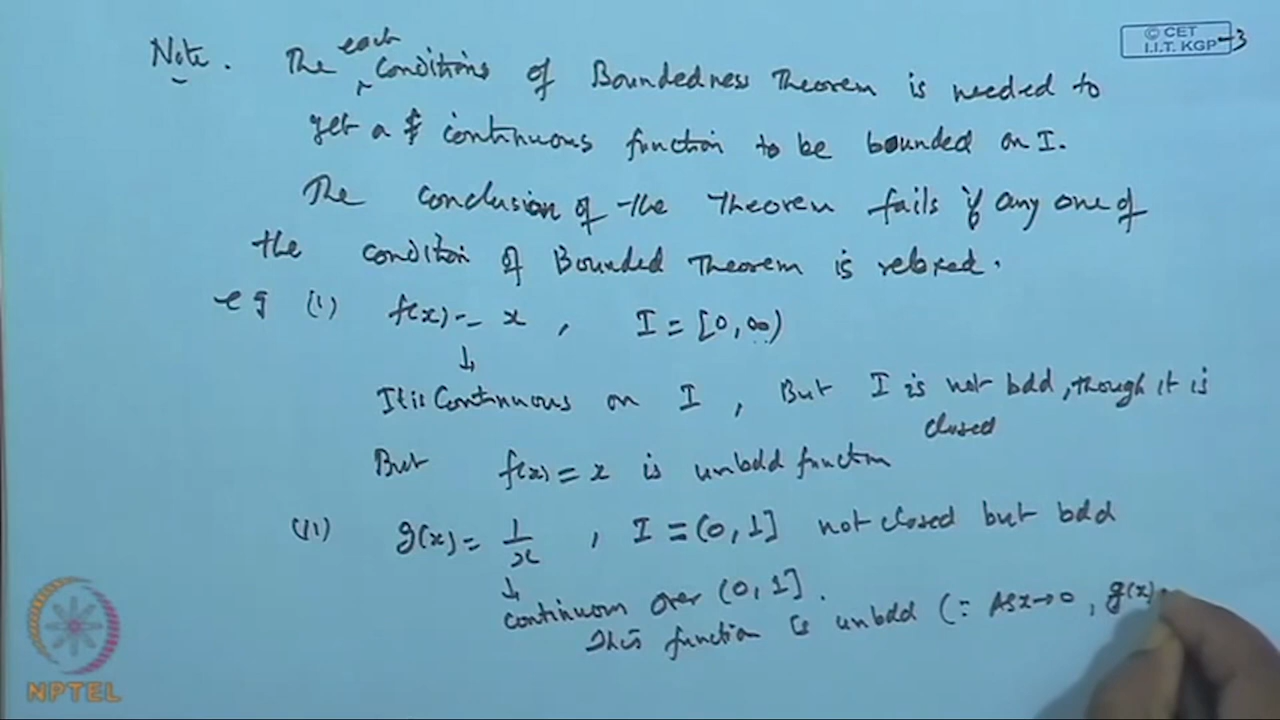 © CET
I.I.T. KGP -3
Note. The each conditions of Boundedness Theorem is needed to
get a continuous function to be bounded on I.
The conclusion of the Theorem fails if any one of
the condition of Bounded Theorem is relaxed.
eg (i) f(x) = x , I = [0, ∞)
↓
It is Continuous on I , But I is not bdd, though it is
closed
But f(x) = x is unbdd function
(ii) g(x) = 1/x , I = (0, 1] not closed but bdd
↓
continuous over (0, 1].
This function is unbdd (∵ As x→0, g(x)
NPTEL